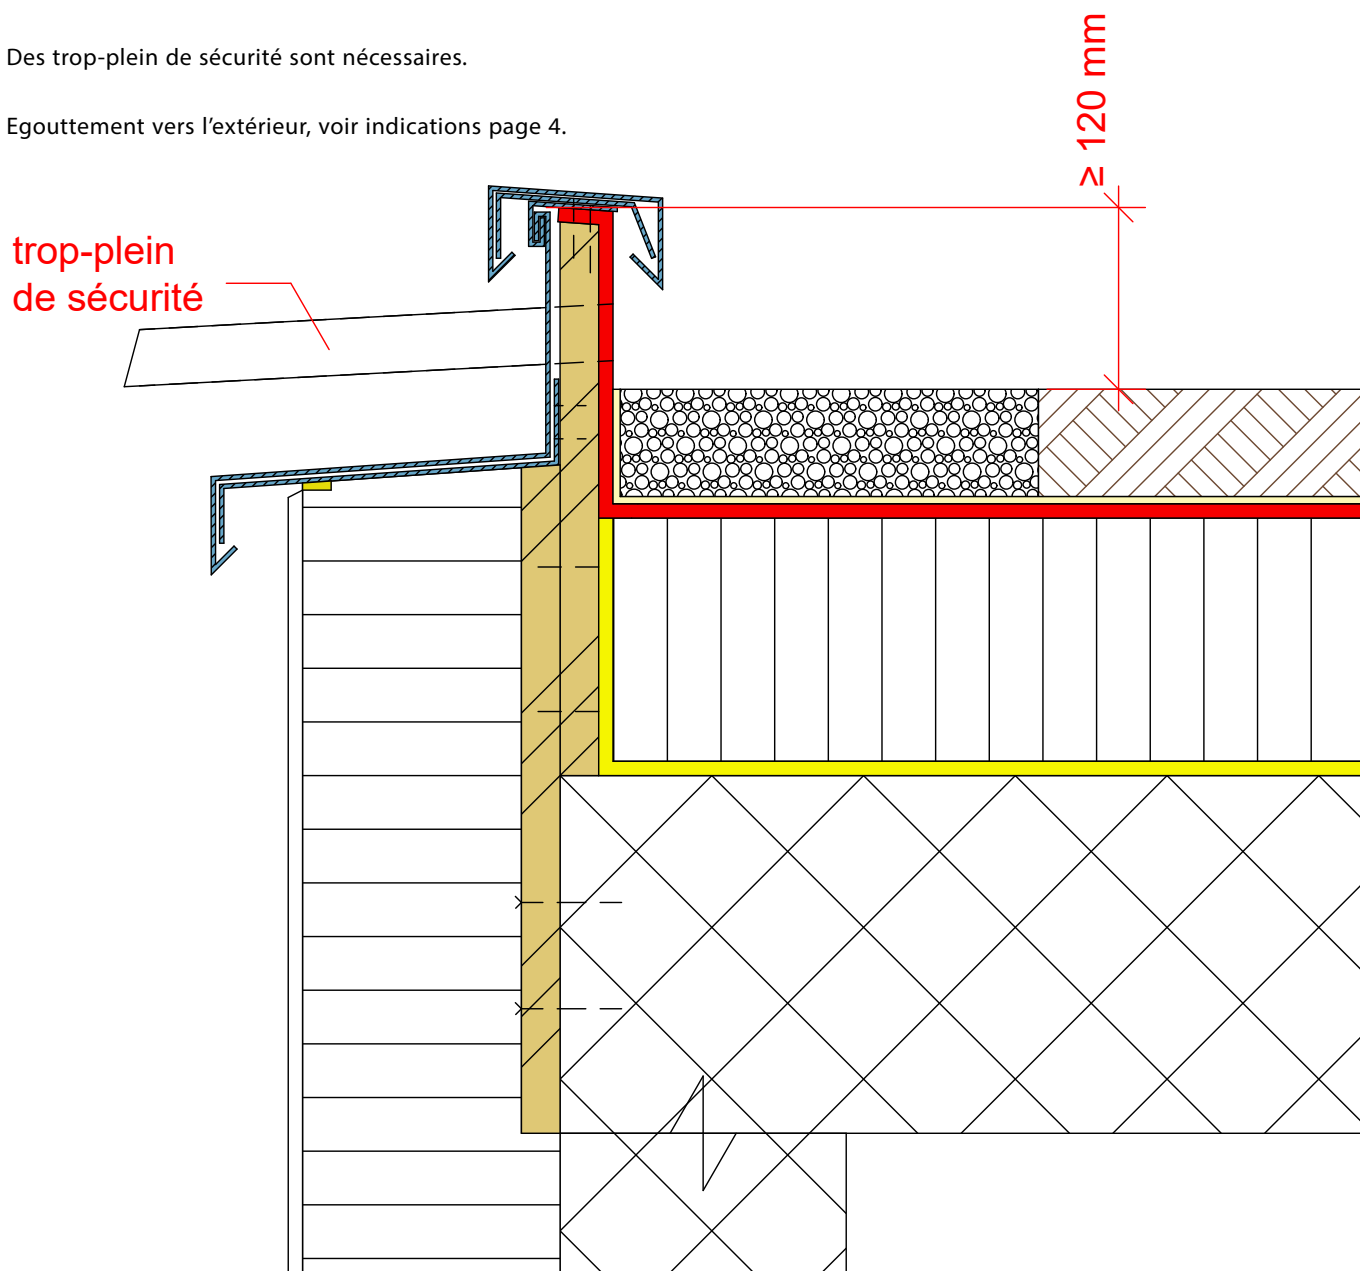 Des trop-plein de sécurité sont nécessaires.
Egouttement vers l'extérieur, voir indications page 4.
≥ 120 mm
trop-plein
de sécurité